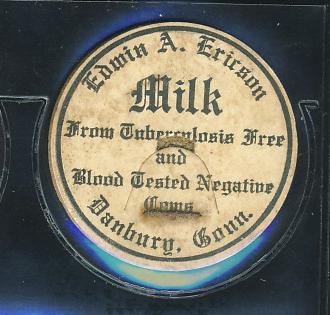 Edwin A. Ericson
Milk
From Tuberculosis Free
and
Blood Tested Negative
Cows
Danbury, Conn.